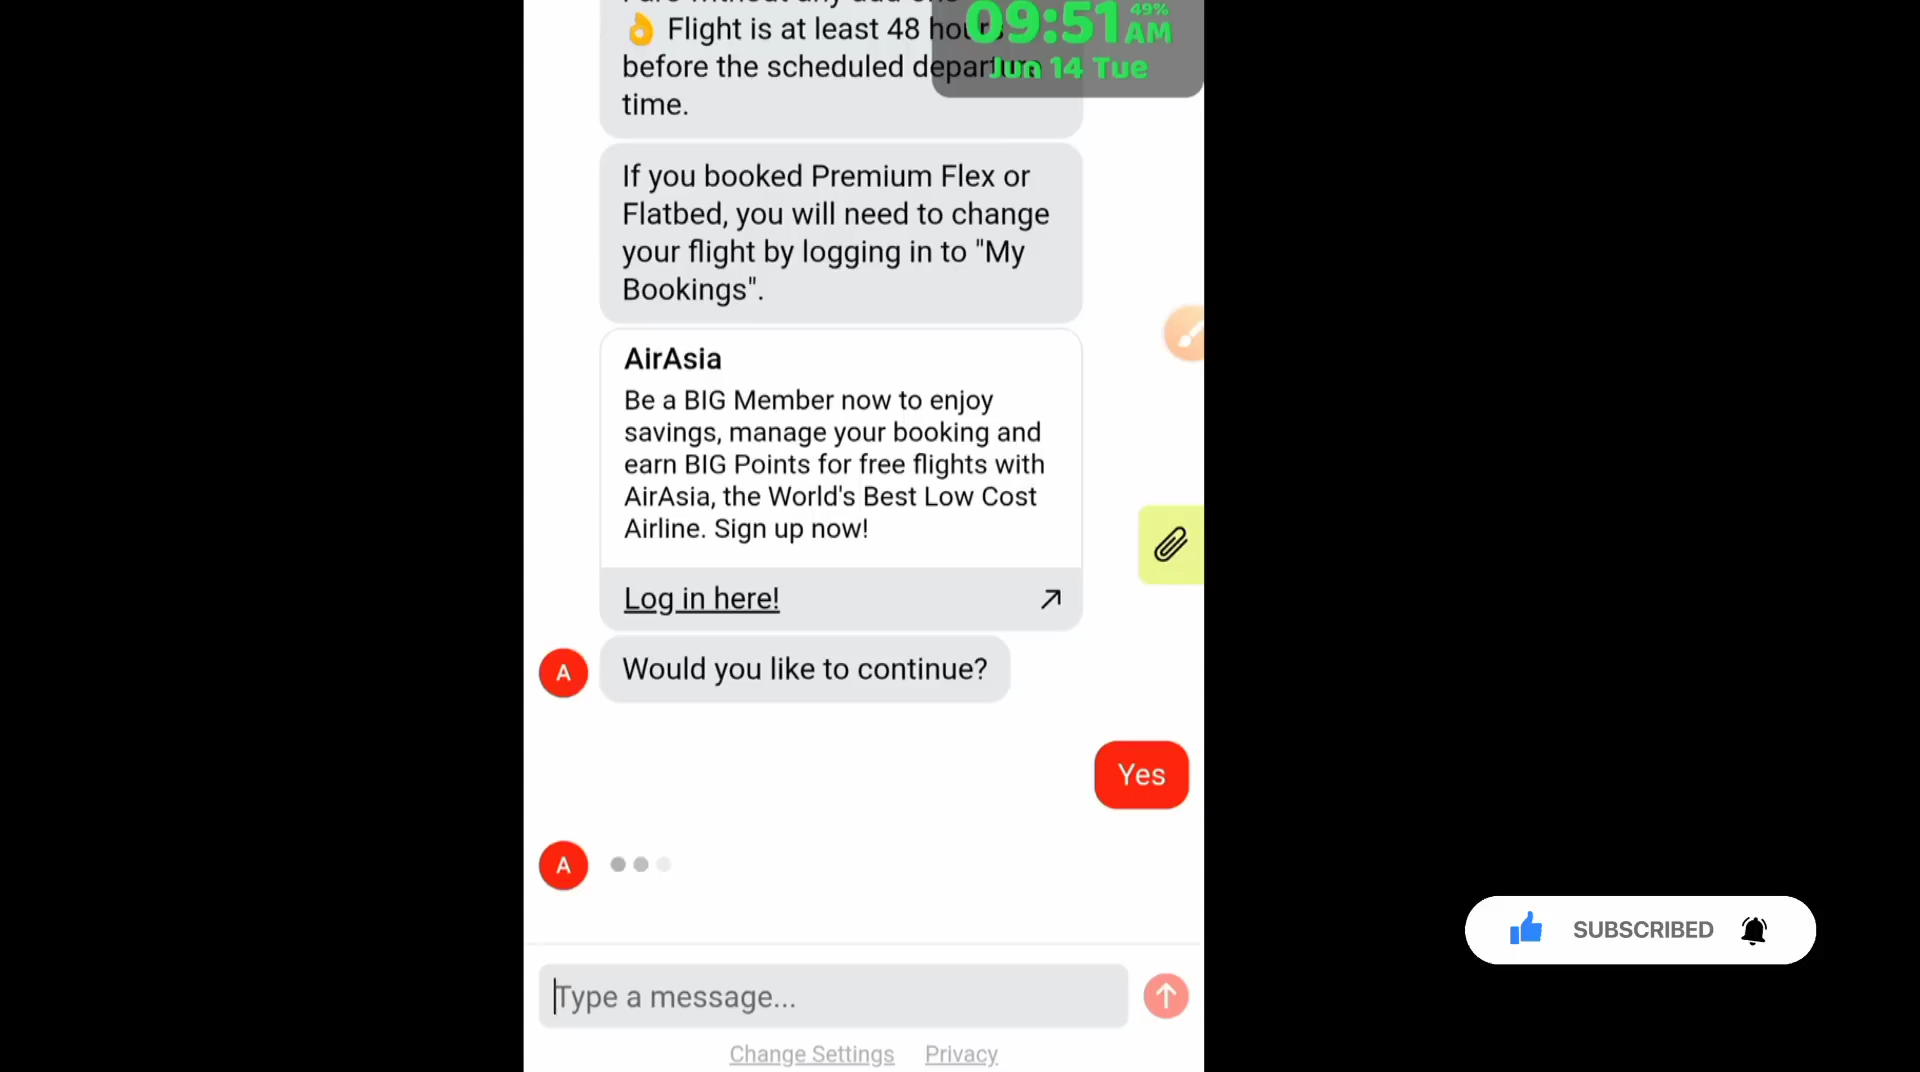 👌 Flight is at least 48 hours
before the scheduled departure
time.
09:51 AM
49%
Jun 14 Tue
If you booked Premium Flex or
Flatbed, you will need to change
your flight by logging in to "My
Bookings".
AirAsia
Be a BIG Member now to enjoy
savings, manage your booking and
earn BIG Points for free flights with
AirAsia, the World's Best Low Cost
Airline. Sign up now!
Log in here!
A
Would you like to continue?
Yes
A
SUBSCRIBED
Type a message...
Change Settings
Privacy